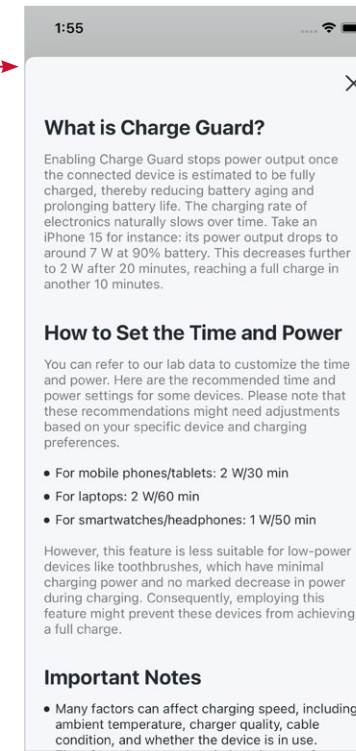 1:55
What is Charge Guard?
Enabling Charge Guard stops power output once
the connected device is estimated to be fully
charged, thereby reducing battery aging and
prolonging battery life. The charging rate of
electronics naturally slows over time. Take an
iPhone 15 for instance: its power output drops to
around 7 W at 90% battery. This decreases further
to 2 W after 20 minutes, reaching a full charge in
another 10 minutes.
How to Set the Time and Power
You can refer to our lab data to customize the time
and power. Here are the recommended time and
power settings for some devices. Please note that
these recommendations might need adjustments
based on your specific device and charging
preferences.
• For mobile phones/tablets: 2 W/30 min
• For laptops: 2 W/60 min
• For smartwatches/headphones: 1 W/50 min
However, this feature is less suitable for low-power
devices like toothbrushes, which have minimal
charging power and no marked decrease in power
during charging. Consequently, employing this
feature might prevent these devices from achieving
a full charge.
Important Notes
• Many factors can affect charging speed, including
ambient temperature, charger quality, cable
condition, and whether the device is in use.